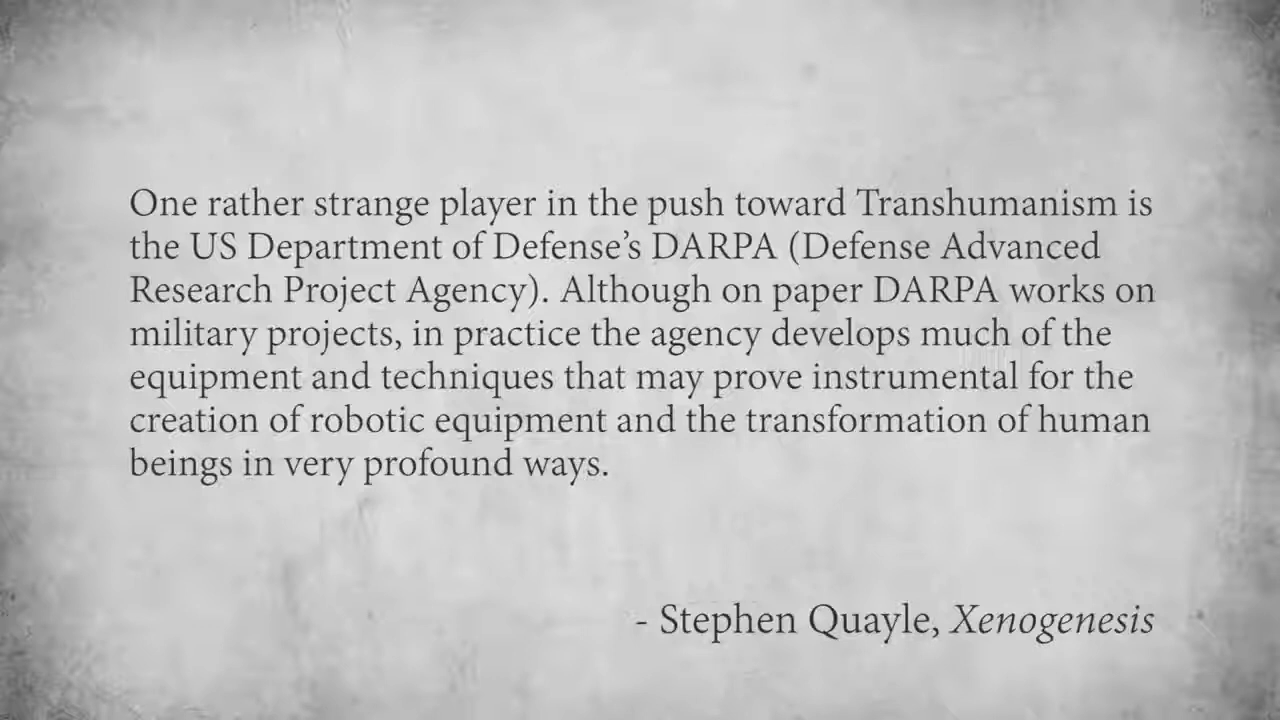 One rather strange player in the push toward Transhumanism is
the US Department of Defense’s DARPA (Defense Advanced
Research Project Agency). Although on paper DARPA works on
military projects, in practice the agency develops much of the
equipment and techniques that may prove instrumental for the
creation of robotic equipment and the transformation of human
beings in very profound ways.
- Stephen Quayle, Xenogenesis